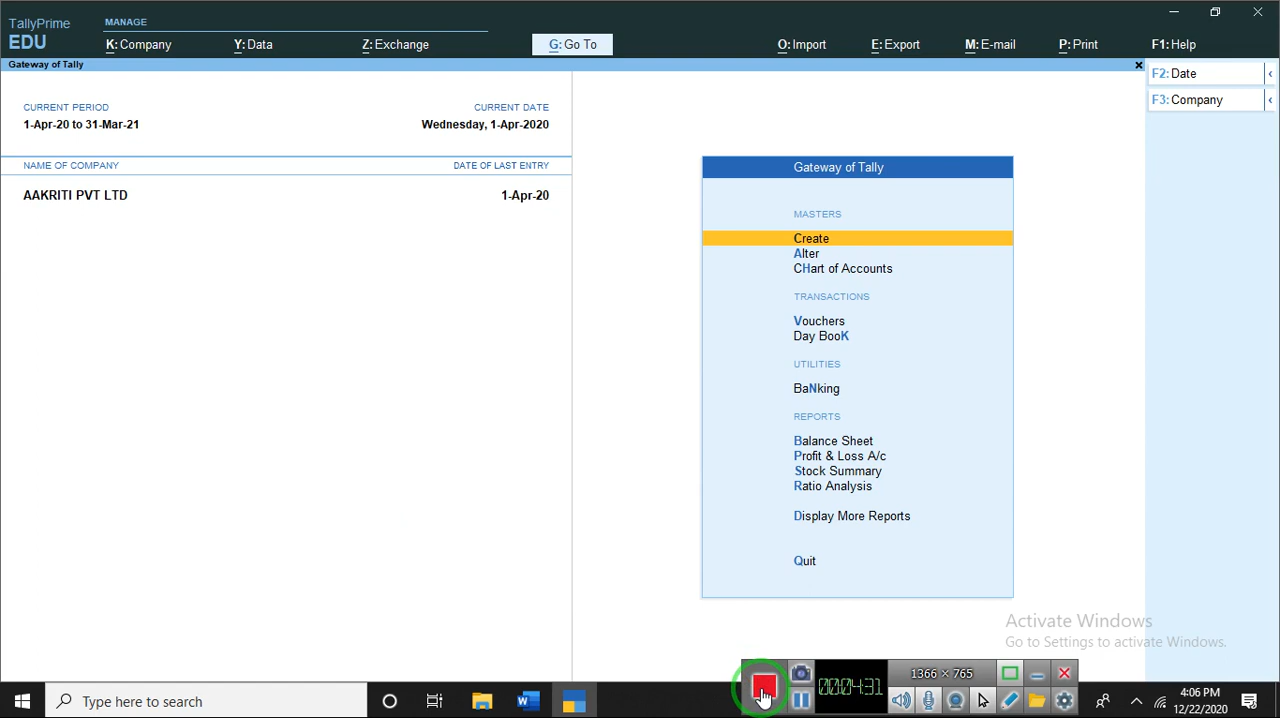 TallyPrime
EDU
MANAGE
K: Company
Y: Data
Z: Exchange
G: Go To
O: Import
E: Export
M: E-mail
P: Print
F1: Help
Gateway of Tally
F2: Date
F3: Company
CURRENT PERIOD
CURRENT DATE
1-Apr-20 to 31-Mar-21
Wednesday, 1-Apr-2020
NAME OF COMPANY
DATE OF LAST ENTRY
AAKRITI PVT LTD
1-Apr-20
Gateway of Tally
MASTERS
Create
Alter
CHart of Accounts
TRANSACTIONS
Vouchers
Day BooK
UTILITIES
BaNking
REPORTS
Balance Sheet
Profit & Loss A/c
Stock Summary
Ratio Analysis
Display More Reports
Quit
Activate Windows
Go to Settings to activate Windows.
00:04:31
1366 × 765
Type here to search
4:06 PM
12/22/2020